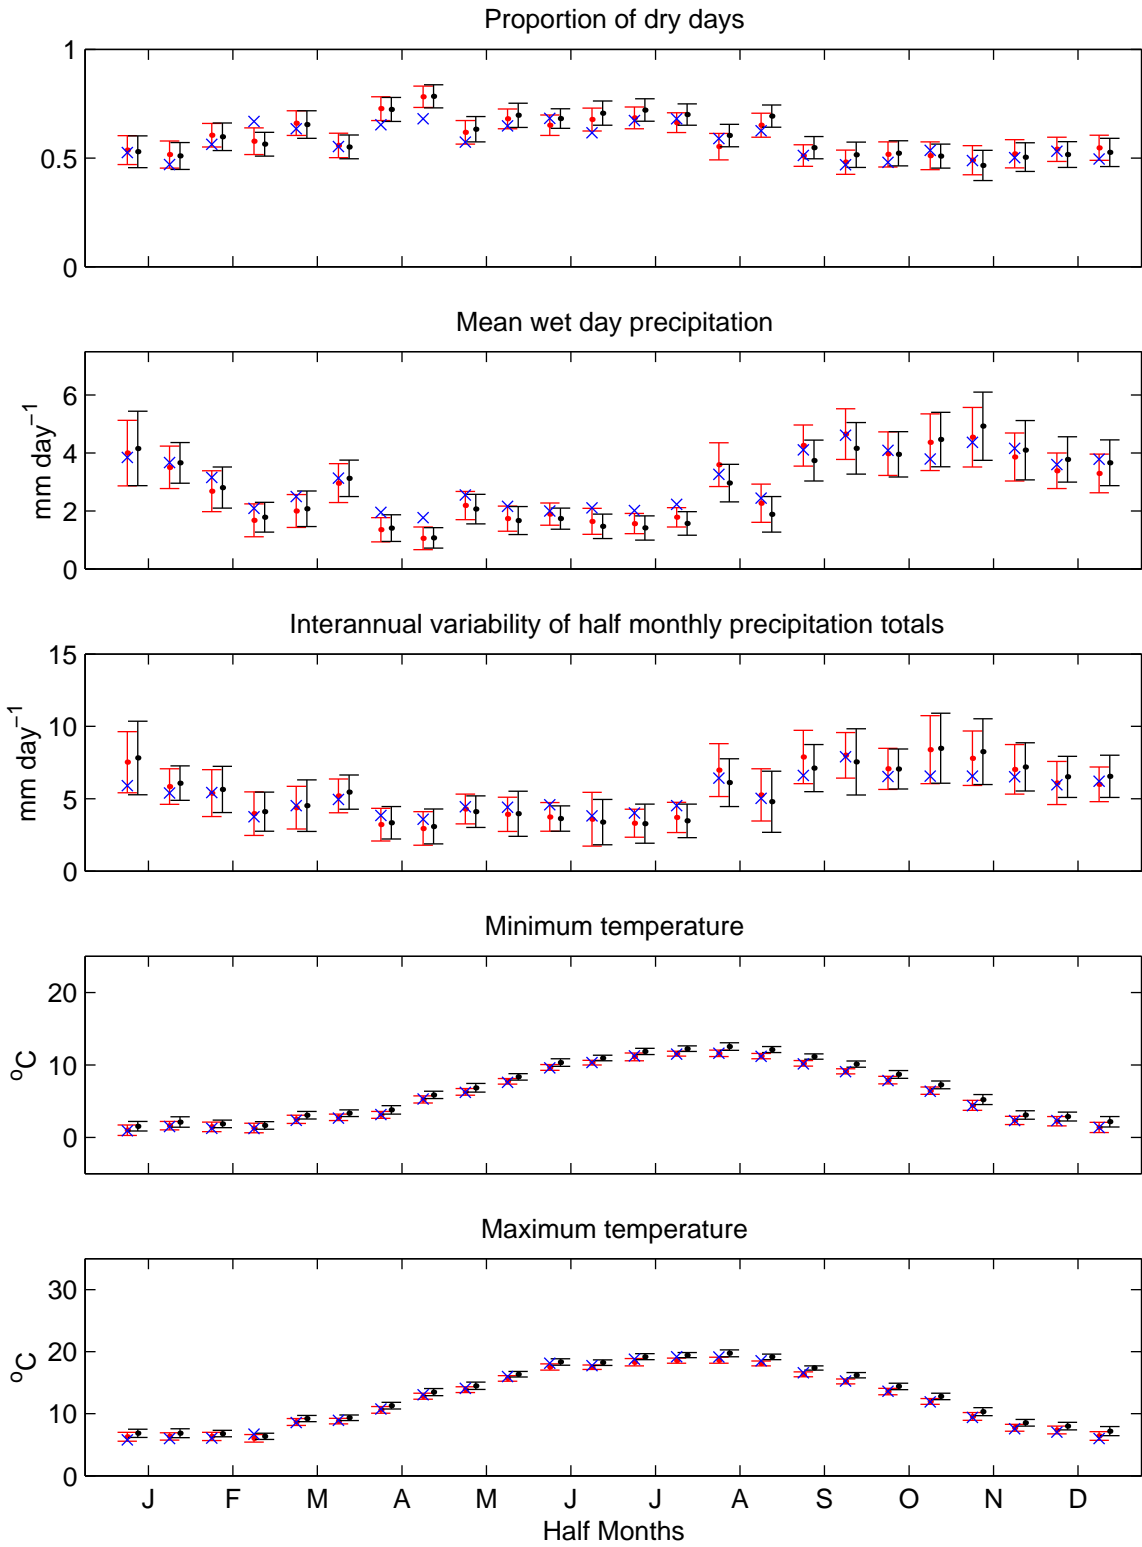 Proportion of dry days
1
0.5
0
Mean wet day precipitation
6
4
2
0
mm day⁻¹
Interannual variability of half monthly precipitation totals
15
10
5
0
mm day⁻¹
Minimum temperature
20
10
0
ºC
Maximum temperature
30
20
10
0
ºC
J F M A M J J A S O N D
Half Months